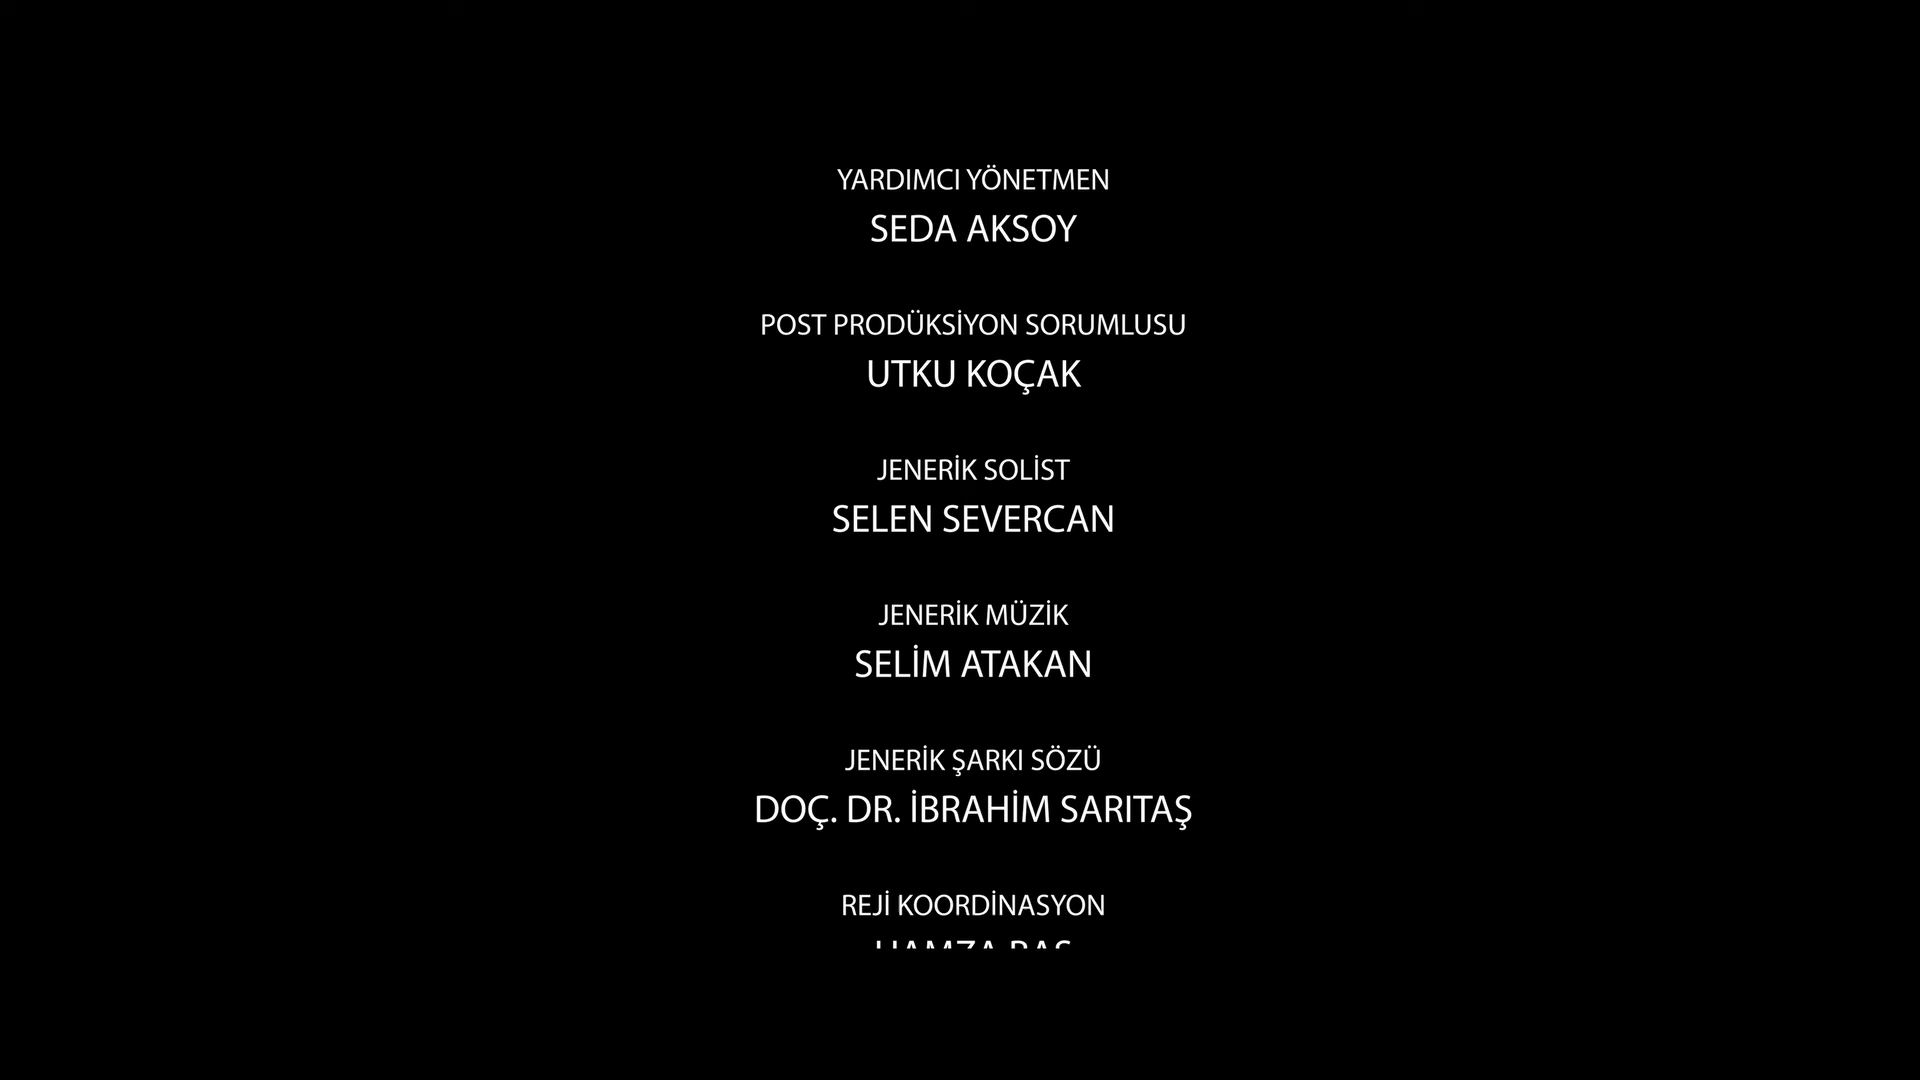 YARDIMCI YÖNETMEN
SEDA AKSOY
POST PRODÜKSİYON SORUMLUSU
UTKU KOÇAK
JENERİK SOLİST
SELEN SEVERCAN
JENERİK MÜZİK
SELİM ATAKAN
JENERİK ŞARKI SÖZÜ
DOÇ. DR. İBRAHİM SARITAŞ
REJİ KOORDİNASYON
HAMZA